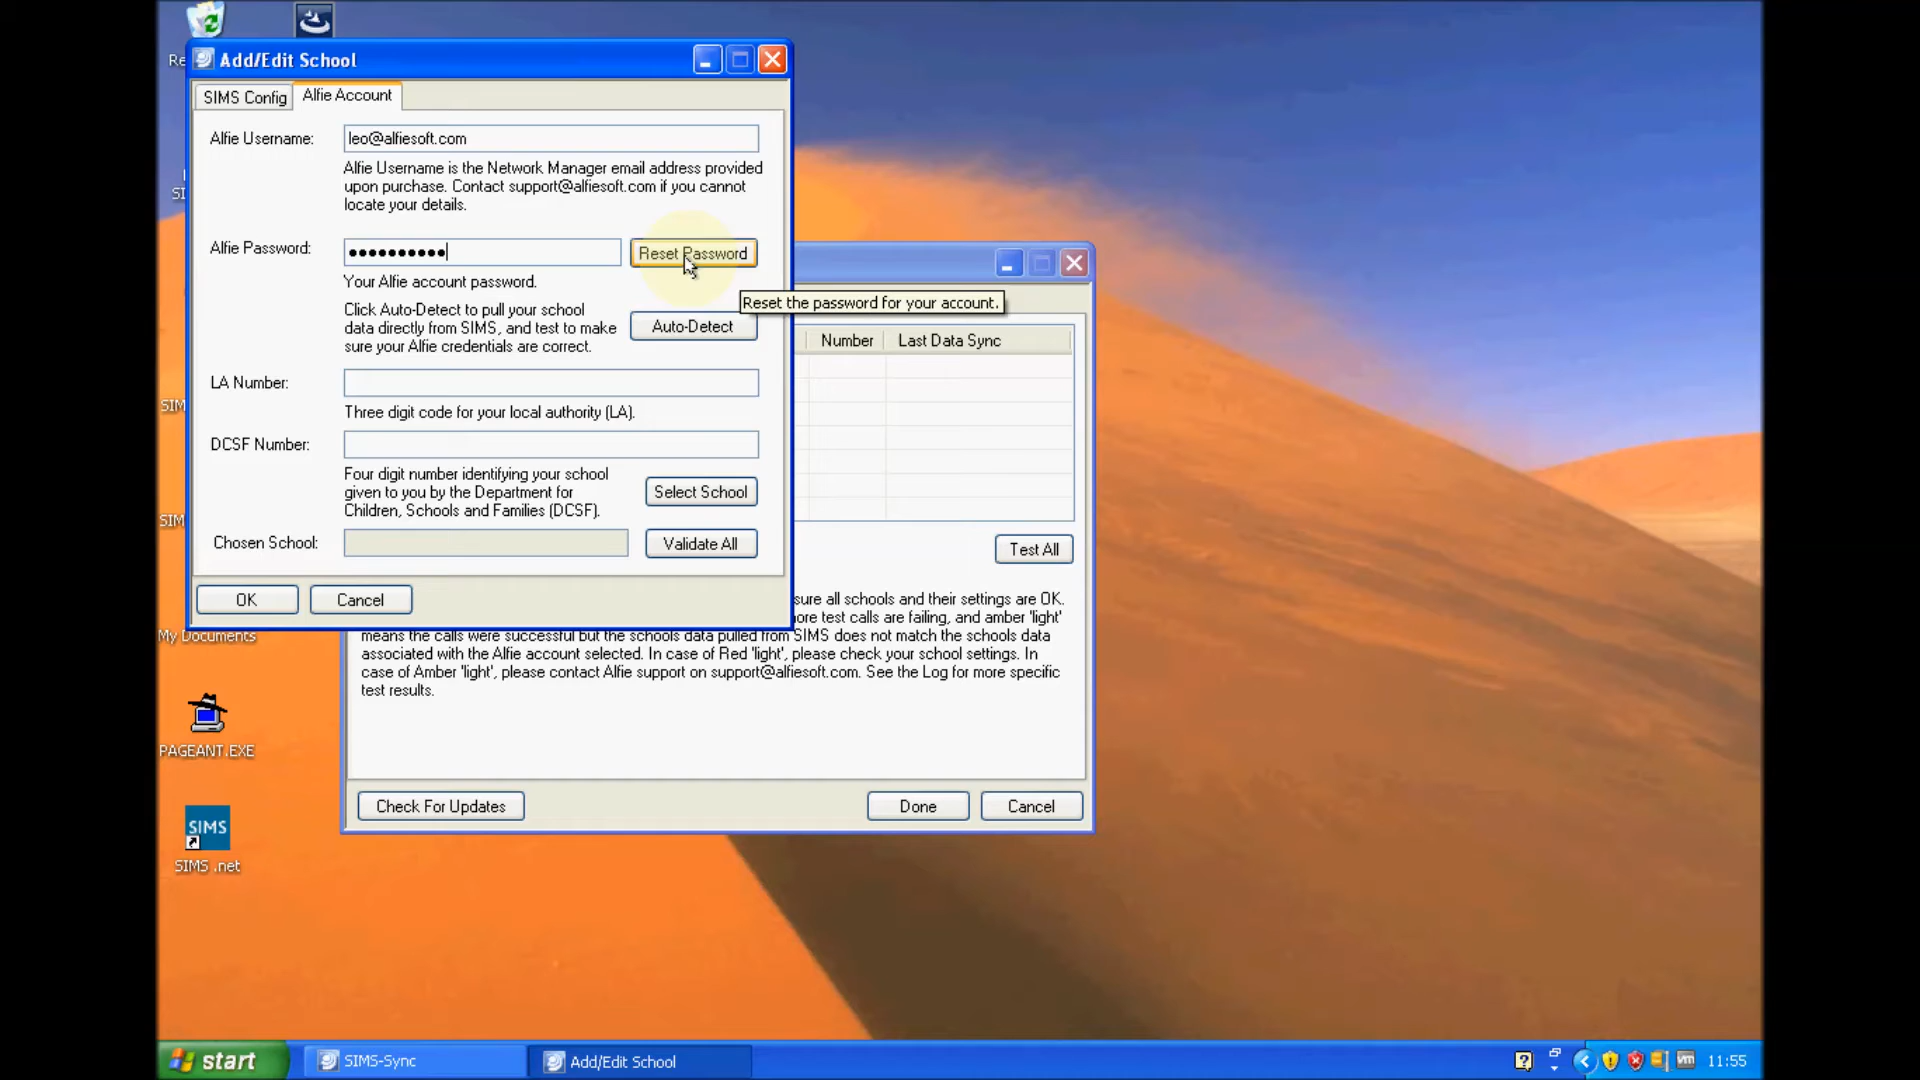 Re
Add/Edit School
SIMS Config
Alfie Account
Alfie Username:
leo@alfiesoft.com
Alfie Username is the Network Manager email address provided
upon purchase. Contact support@alfiesoft.com if you cannot
locate your details.
SI
Alfie Password:
●●●●●●●●●●
Reset Password
Your Alfie account password.
Reset the password for your account.
Click Auto-Detect to pull your school
data directly from SIMS, and test to make
sure your Alfie credentials are correct.
Auto-Detect
Number
Last Data Sync
LA Number:
SIM
Three digit code for your local authority (LA).
DCSF Number:
Four digit number identifying your school
given to you by the Department for
Children, Schools and Families (DCSF).
Select School
SIM
Chosen School:
Validate All
Test All
OK
Cancel
sure all schools and their settings are OK.
ore test calls are failing, and amber 'light'
My Documents
means the calls were successful but the schools data pulled from SIMS does not match the schools data
associated with the Alfie account selected. In case of Red 'light', please check your school settings. In
case of Amber 'light', please contact Alfie support on support@alfiesoft.com. See the Log for more specific
test results.
PAGEANT.EXE
Check For Updates
Done
Cancel
SIMS
SIMS .net
start
SIMS-Sync
Add/Edit School
vm
11:55